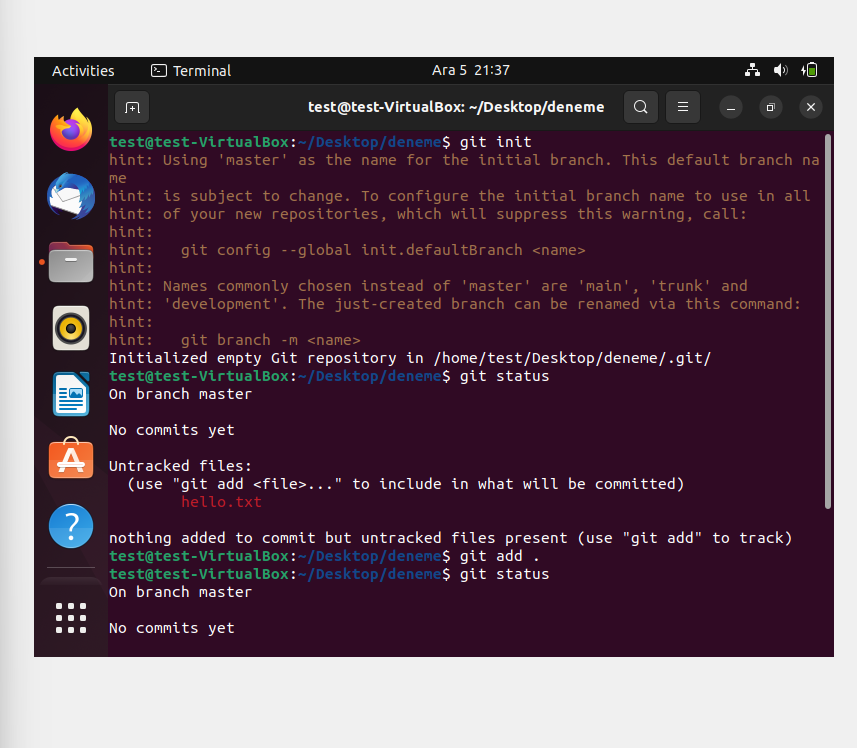 Activities Terminal Ara 5 21:37
test@test-VirtualBox: ~/Desktop/deneme
test@test-VirtualBox:~/Desktop/deneme$ git init
hint: Using 'master' as the name for the initial branch. This default branch na
me
hint: is subject to change. To configure the initial branch name to use in all
hint: of your new repositories, which will suppress this warning, call:
hint:
hint:   git config --global init.defaultBranch <name>
hint:
hint: Names commonly chosen instead of 'master' are 'main', 'trunk' and
hint: 'development'. The just-created branch can be renamed via this command:
hint:
hint:   git branch -m <name>
Initialized empty Git repository in /home/test/Desktop/deneme/.git/
test@test-VirtualBox:~/Desktop/deneme$ git status
On branch master
No commits yet
Untracked files:
  (use "git add <file>..." to include in what will be committed)
        hello.txt
nothing added to commit but untracked files present (use "git add" to track)
test@test-VirtualBox:~/Desktop/deneme$ git add .
test@test-VirtualBox:~/Desktop/deneme$ git status
On branch master
No commits yet